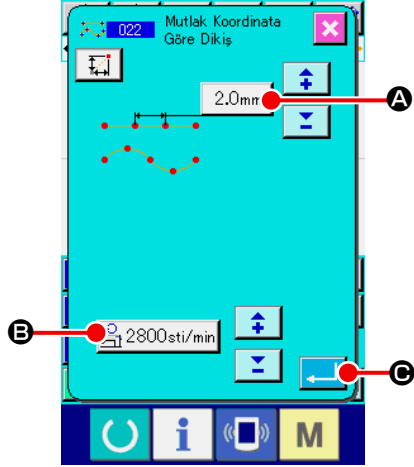 022
Mutlak Koordinata
Göre Dikiş
2.0mm
A
B
2800sti/min
C
i
M